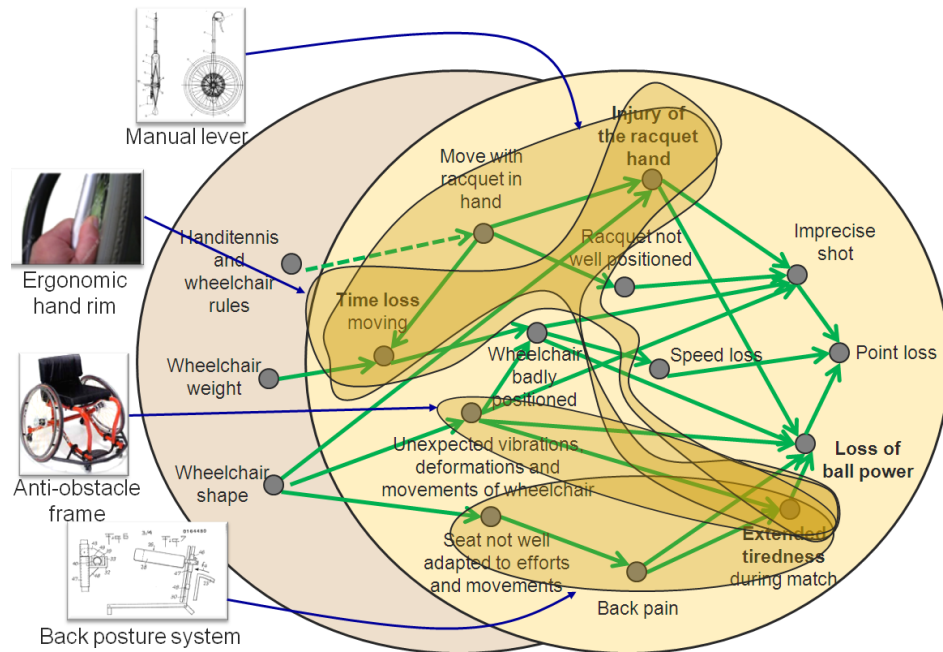 Manual lever
Ergonomic
hand rim
Anti-obstacle
frame
0164490
Back posture system
Handitennis
and
wheelchair
rules
Wheelchair
weight
Wheelchair
shape
Move with
racquet in
hand
Injury of
the racquet
hand
Time loss
moving
Racquet not
well positioned
Imprecise
shot
Wheelchair
badly
positioned
Speed loss
Point loss
Unexpected vibrations,
deformations and
movements of wheelchair
Loss of
ball power
Seat not well
adapted to efforts
and movements
Back pain
Extended
tiredness
during match